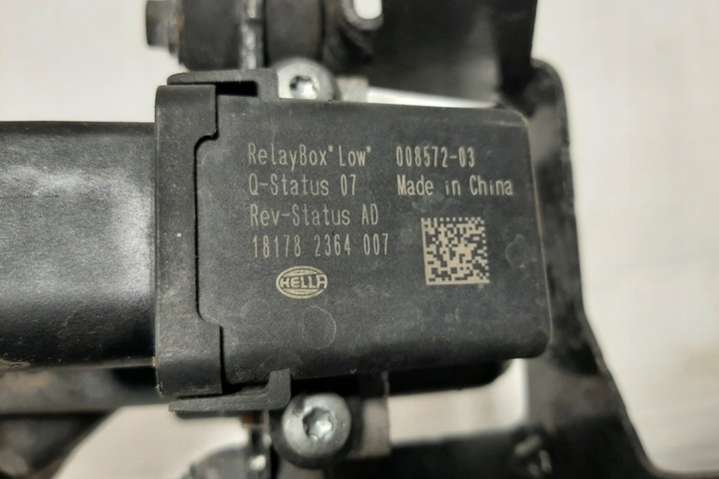 RelayBox"Low" 008572-03
Q-Status 07 Made in China
Rev-Status AD
18178 2364 007
HELLA